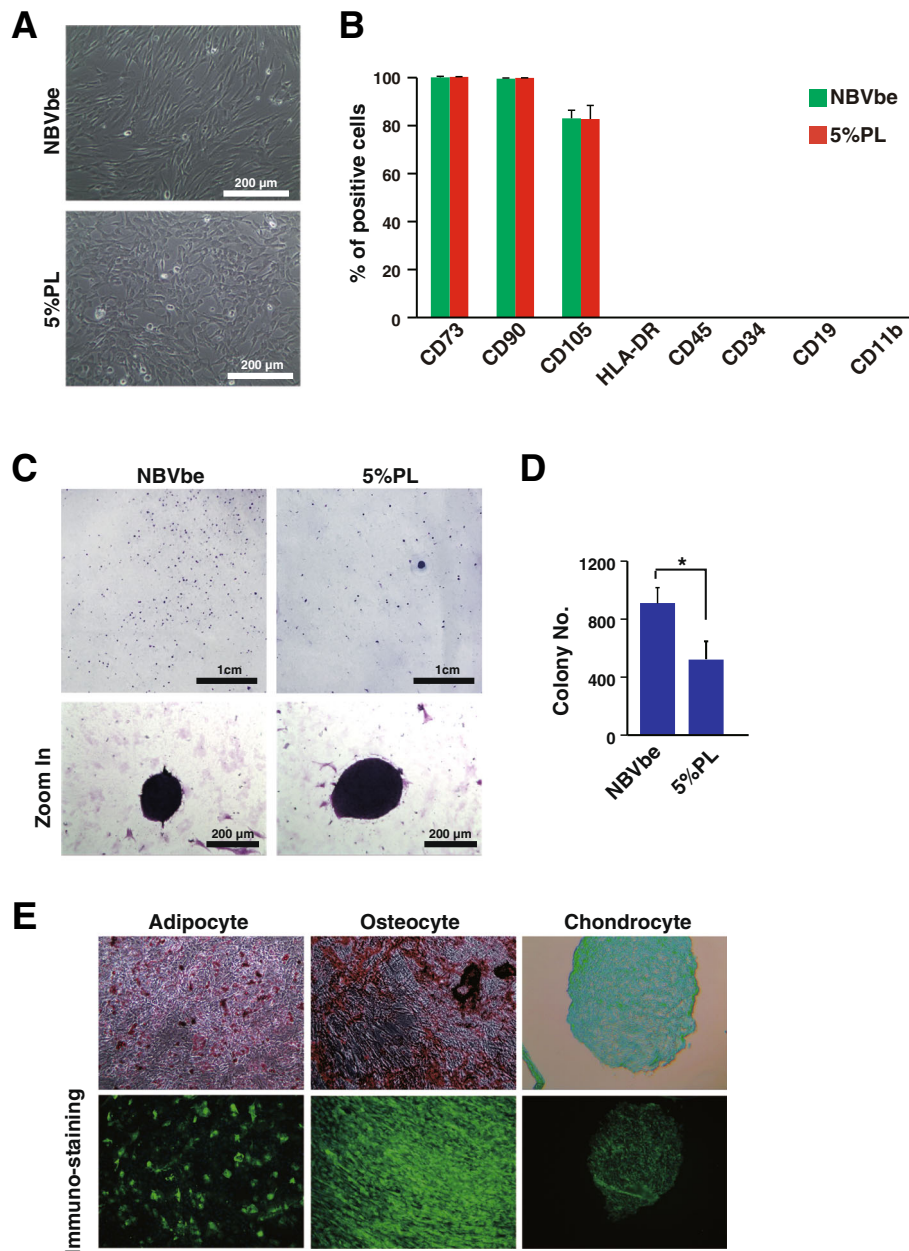 A
NBVbe
200 µm
5%PL
200 µm
B
% of positive cells
100
80
60
40
20
0
CD73
CD90
CD105
HLA-DR
CD45
CD34
CD19
CD11b
NBVbe
5%PL
C
NBVbe
5%PL
1cm
1cm
Zoom In
200 µm
200 µm
D
Colony No.
1200
800
400
0
*
NBVbe
5%PL
E
Adipocyte
Osteocyte
Chondrocyte
Immuno-staining